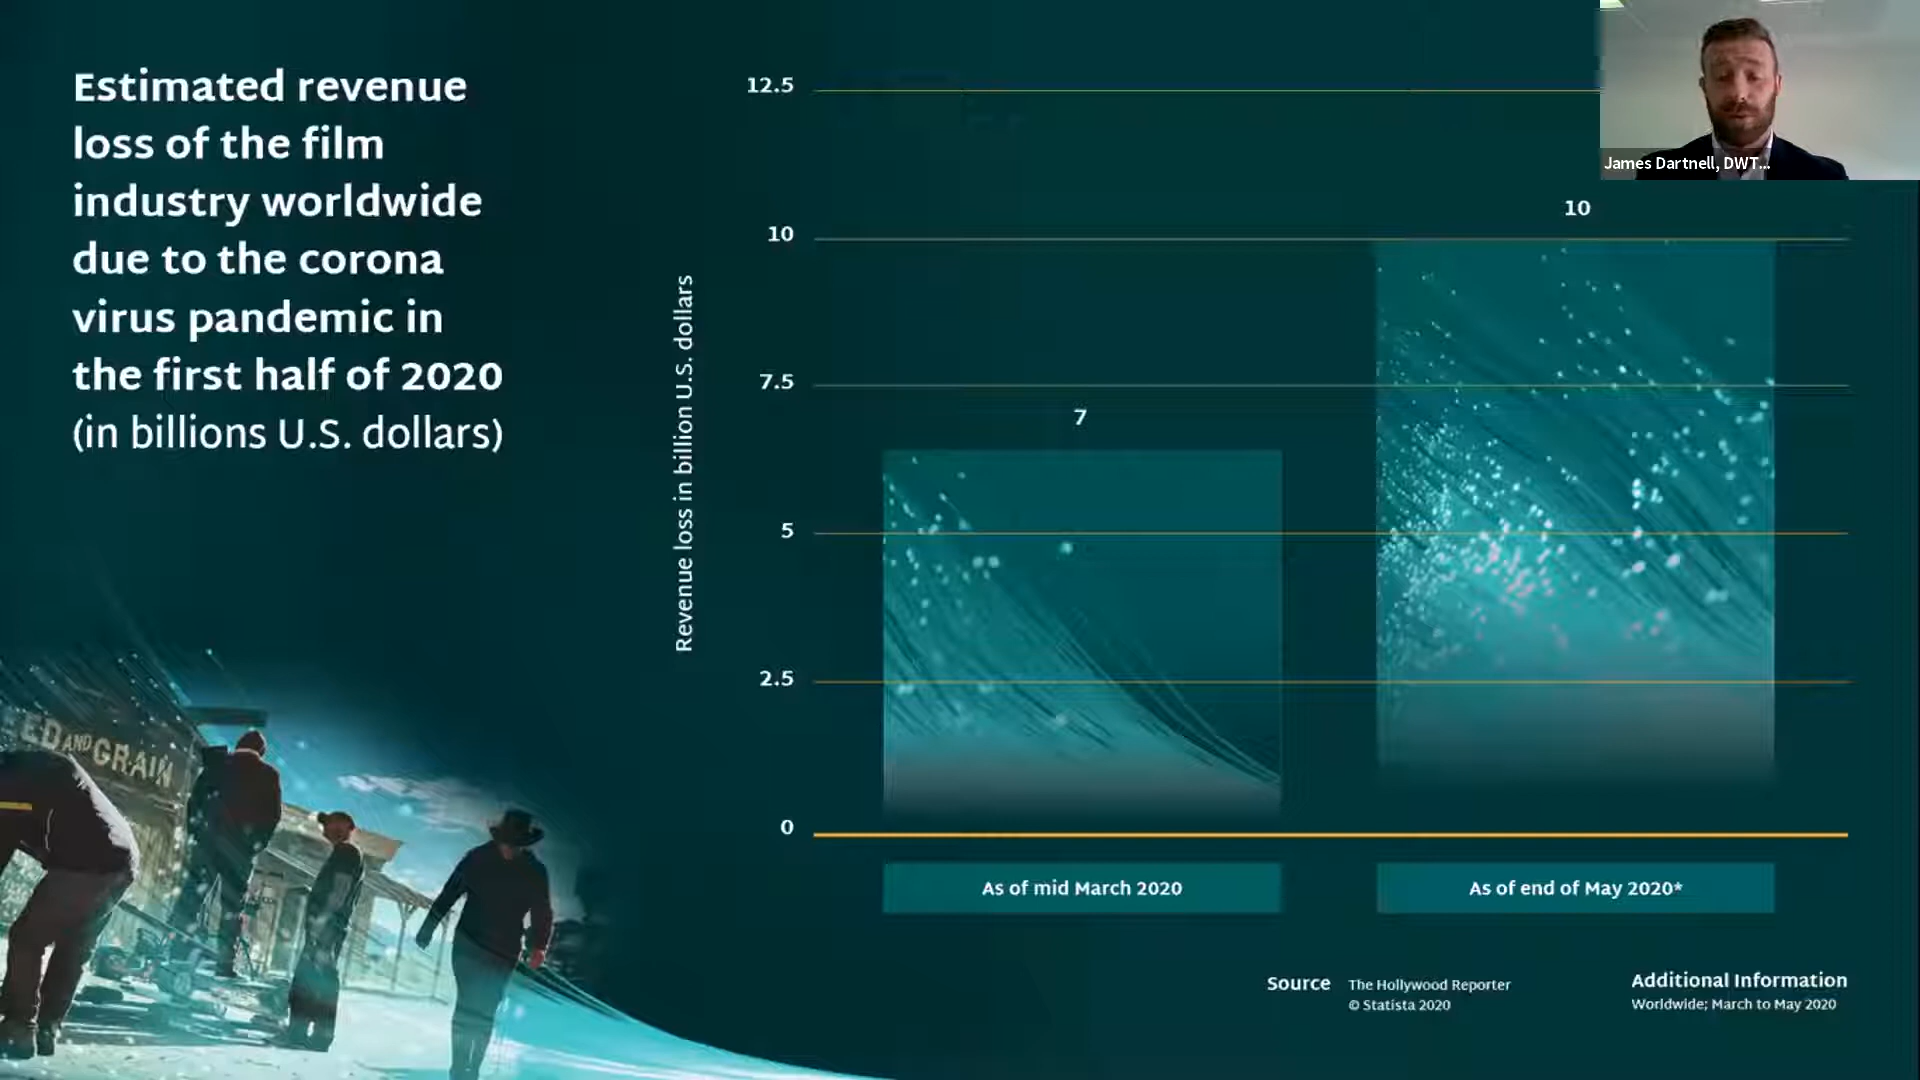 Estimated revenue
loss of the film
industry worldwide
due to the corona
virus pandemic in
the first half of 2020
(in billions U.S. dollars)
ED AND GRAIN
Revenue loss in billion U.S. dollars
12.5
10
7.5
5
2.5
0
7
10
As of mid March 2020
As of end of May 2020*
Source
The Hollywood Reporter
© Statista 2020
Additional Information
Worldwide; March to May 2020
James Dartnell, DWT...